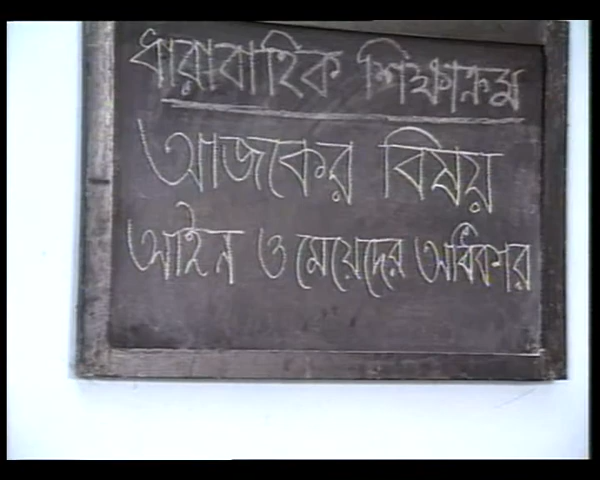 ধারাবাহিক শিক্ষাক্রম
আজকের বিষয়
আইন ও মেয়েদের অধিকার